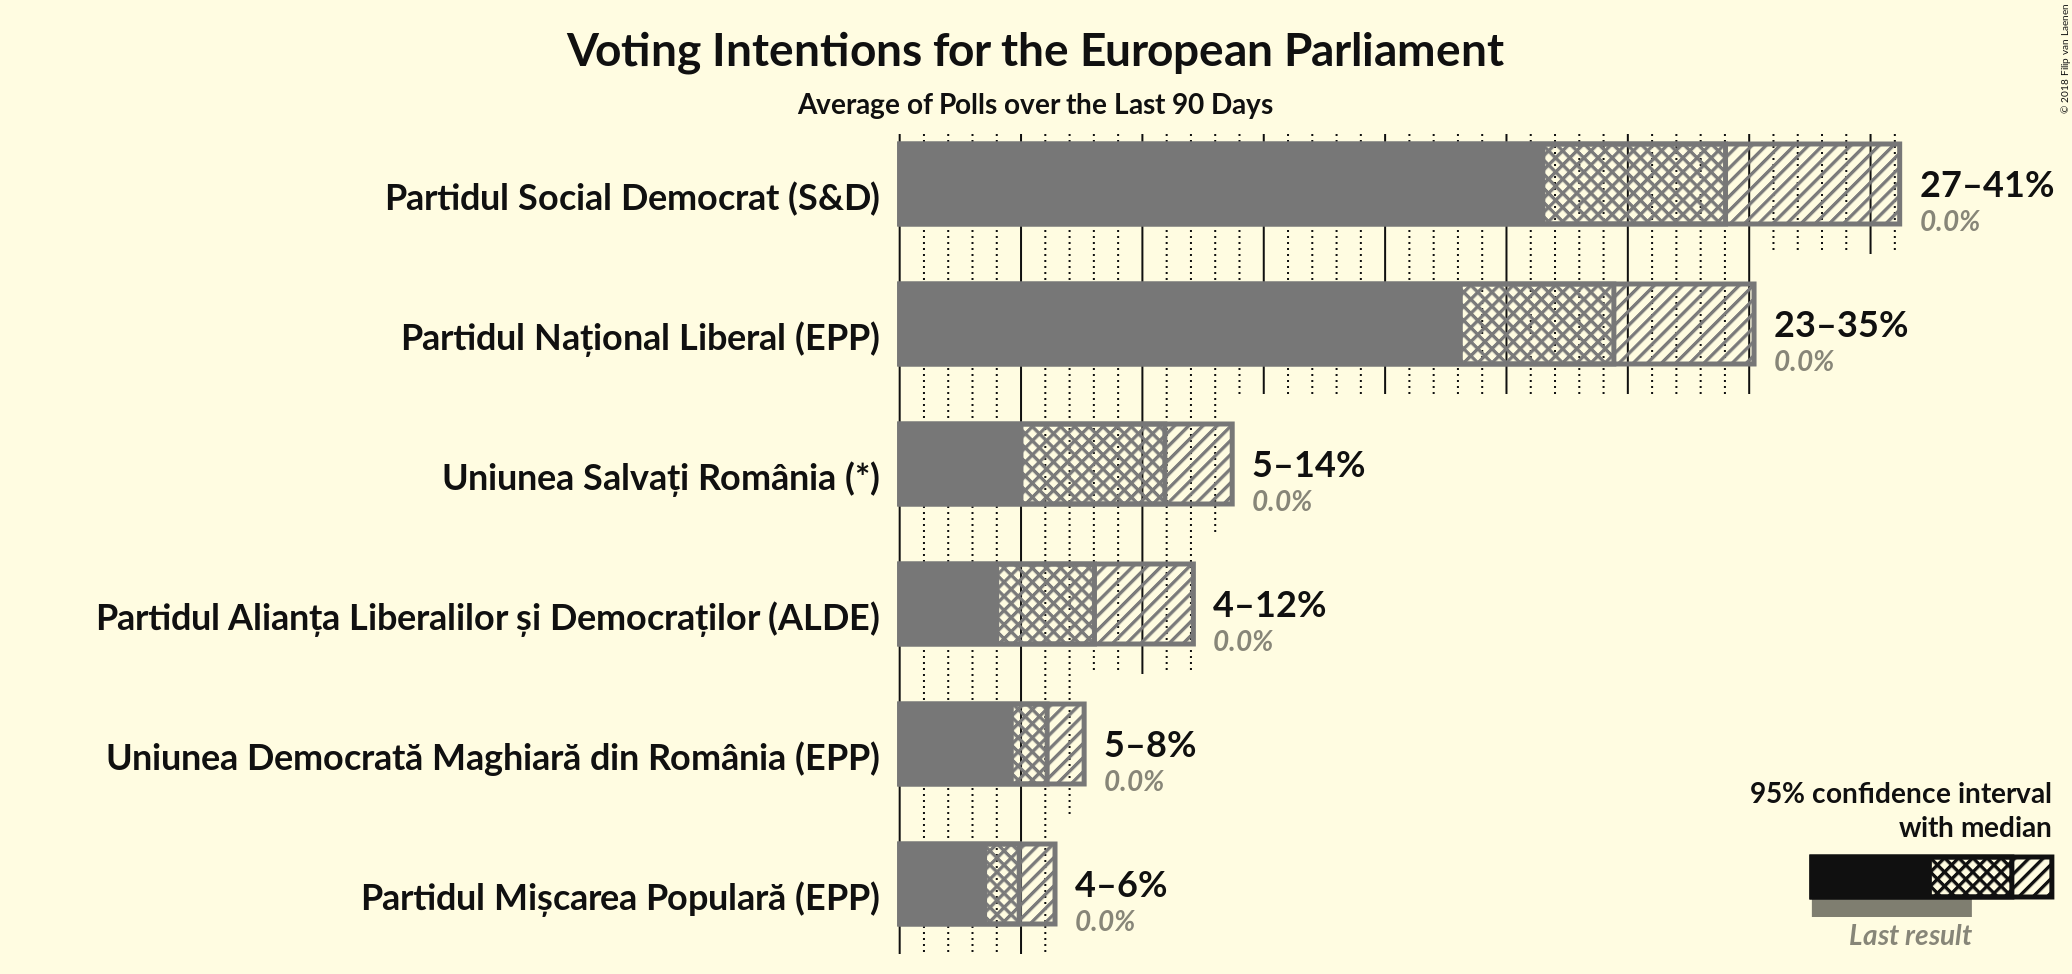 Voting Intentions for the European Parliament
Average of Polls over the Last 90 Days
Partidul Social Democrat (S&D)
27–41%
0.0%
Partidul Național Liberal (EPP)
23–35%
0.0%
Uniunea Salvați România (*)
5–14%
0.0%
Partidul Alianța Liberalilor și Democraților (ALDE)
4–12%
0.0%
Uniunea Democrată Maghiară din România (EPP)
5–8%
0.0%
Partidul Mișcarea Populară (EPP)
4–6%
0.0%
95% confidence interval
with median
Last result
© 2018 Filip van Laenen